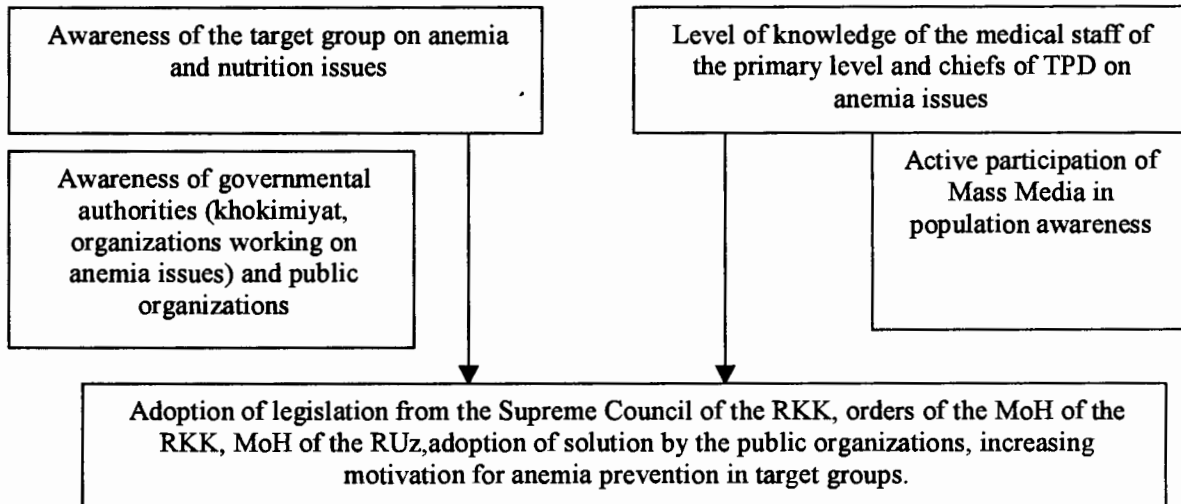 Awareness of the target group on anemia
and nutrition issues
Level of knowledge of the medical staff of
the primary level and chiefs of TPD on
anemia issues
Awareness of governmental
authorities (khokimiyat,
organizations working on
anemia issues) and public
organizations
Active participation of
Mass Media in
population awareness
Adoption of legislation from the Supreme Council of the RKK, orders of the MoH of the
RKK, MoH of the RUz,adoption of solution by the public organizations, increasing
motivation for anemia prevention in target groups.